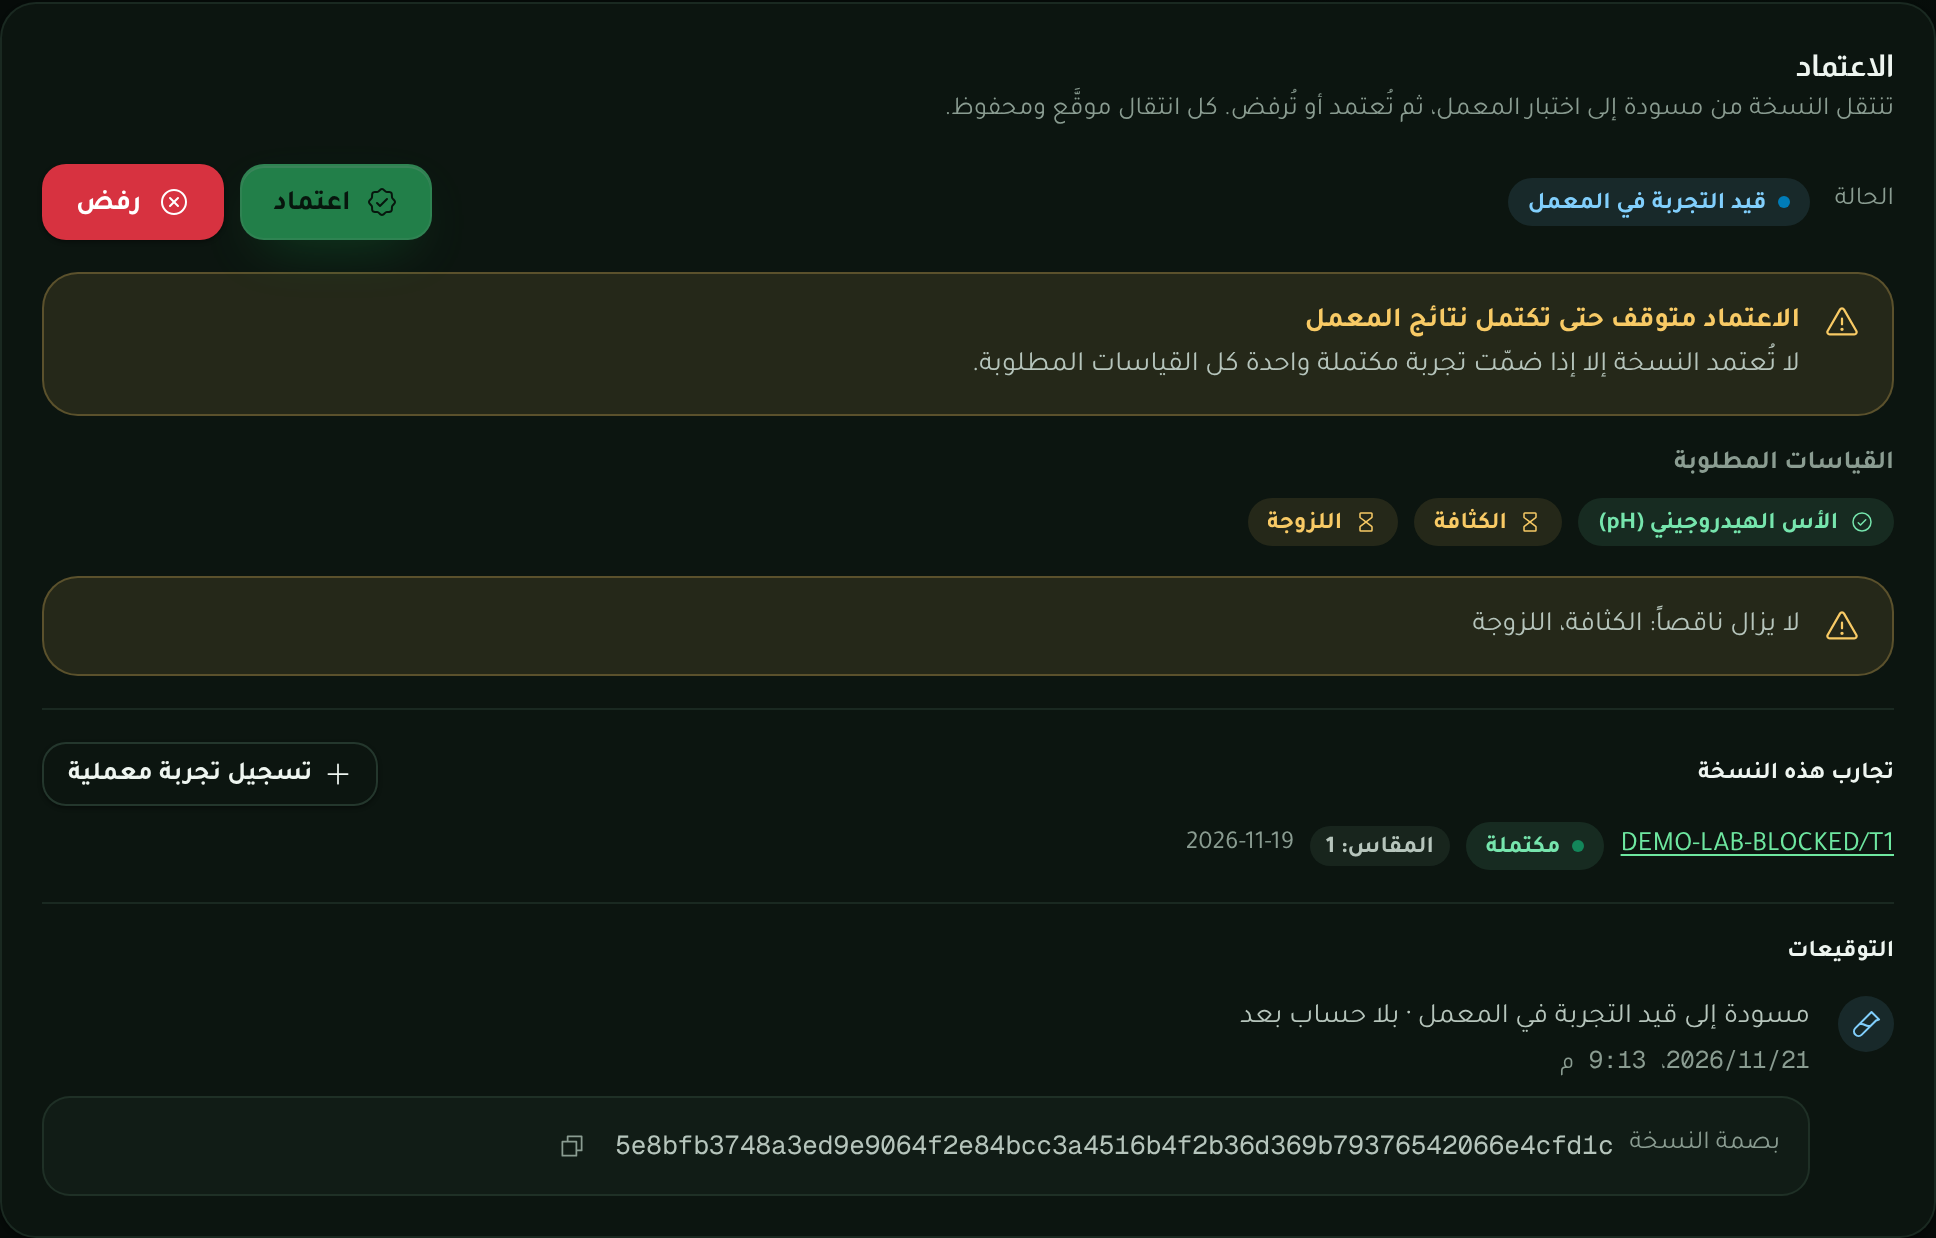 الاعتماد
تنتقل النسخة من مسودة إلى اختبار المعمل، ثم تُعتمد أو تُرفض. كل انتقال موقَّع ومحفوظ.
الحالة
قيد التجربة في المعمل
اعتماد
رفض
الاعتماد متوقف حتى تكتمل نتائج المعمل
لا تُعتمد النسخة إلا إذا ضمّت تجربة مكتملة واحدة كل القياسات المطلوبة.
القياسات المطلوبة
الأس الهيدروجيني (pH)
الكثافة
اللزوجة
لا يزال ناقصاً: الكثافة، اللزوجة
تجارب هذه النسخة
تسجيل تجربة معملية
DEMO-LAB-BLOCKED/T1
مكتملة
المقاس: 1
2026-11-19
التوقيعات
مسودة إلى قيد التجربة في المعمل · بلا حساب بعد
2026/11/21، 9:13 م
بصمة النسخة
5e8bfb3748a3ed9e9064f2e84bcc3a4516b4f2b36d369b79376542066e4cfd1c